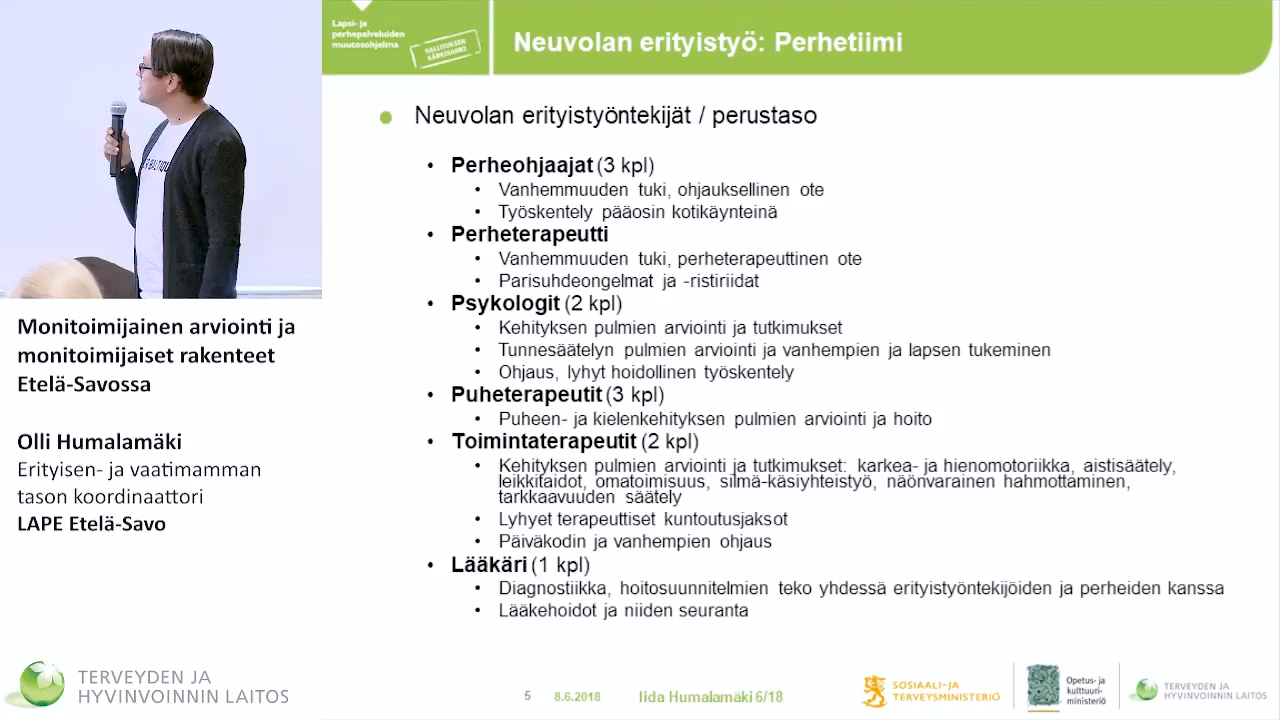 Lapsi- ja
perhepalveluiden
muutosohjelma
HALLITUKSEN
KÄRKIHANKE
Neuvolan erityistyö: Perhetiimi
Neuvolan erityistyöntekijät / perustaso
Perheohjaajat (3 kpl)
Vanhemmuuden tuki, ohjauksellinen ote
Työskentely pääosin kotikäynteinä
Perheterapeutti
Vanhemmuuden tuki, perheterapeuttinen ote
Parisuhdeongelmat ja -ristiriidat
Psykologit (2 kpl)
Kehityksen pulmien arviointi ja tutkimukset
Tunnesäätelyn pulmien arviointi ja vanhempien ja lapsen tukeminen
Ohjaus, lyhyt hoidollinen työskentely
Puheterapeutit (3 kpl)
Puheen- ja kielenkehityksen pulmien arviointi ja hoito
Toimintaterapeutit (2 kpl)
Kehityksen pulmien arviointi ja tutkimukset: karkea- ja hienomotoriikka, aistisäätely,
leikkitaidot, omatoimisuus, silmä-käsiyhteistyö, näönvarainen hahmottaminen,
tarkkaavuuden säätely
Lyhyet terapeuttiset kuntoutusjaksot
Päiväkodin ja vanhempien ohjaus
Lääkäri (1 kpl)
Diagnostiikka, hoitosuunnitelmien teko yhdessä erityistyöntekijöiden ja perheiden kanssa
Lääkehoidot ja niiden seuranta
Monitoimijainen arviointi ja
monitoimijaiset rakenteet
Etelä-Savossa
Olli Humalamäki
Erityisen- ja vaatimamman
tason koordinaattori
LAPE Etelä-Savo
TERVEYDEN JA
HYVINVOINNIN LAITOS
5
8.6.2018
Iida Humalamäki 6/18
SOSIAALI- JA
TERVEYSMINISTERIÖ
Opetus- ja
kulttuuri-
ministeriö
TERVEYDEN JA
HYVINVOINNIN LAITOS